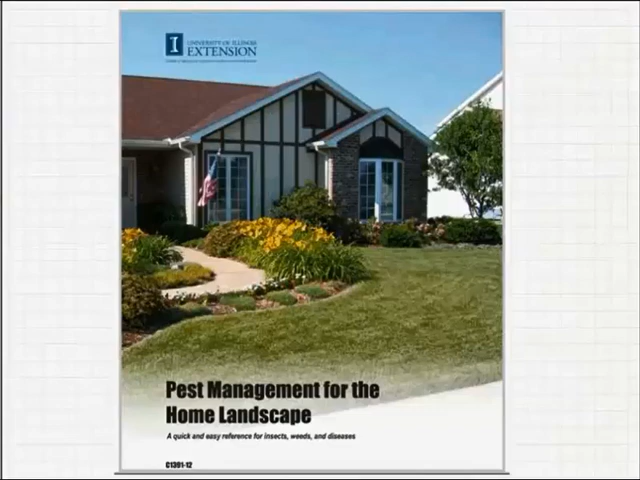 I
UNIVERSITY OF ILLINOIS
EXTENSION
Pest Management for the
Home Landscape
A quick and easy reference for insects, weeds, and diseases
C1391-12